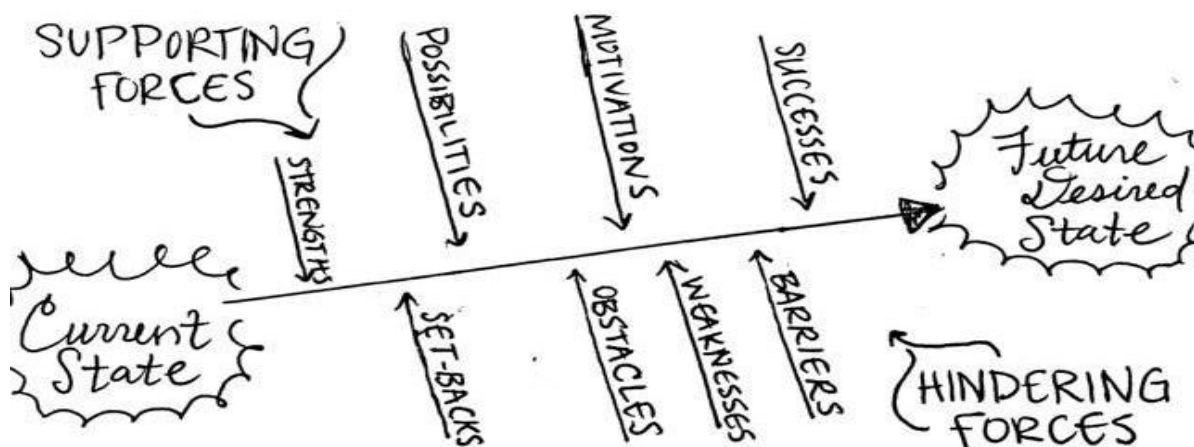 SUPPORTING
FORCES
STRENGTHS
POSSIBILITIES
MOTIVATIONS
SUCCESSES
Future
Desired
State
Current
State
SET-BACKS
OBSTACLES
WEAKNESSES
BARRIERS
HINDERING
FORCES